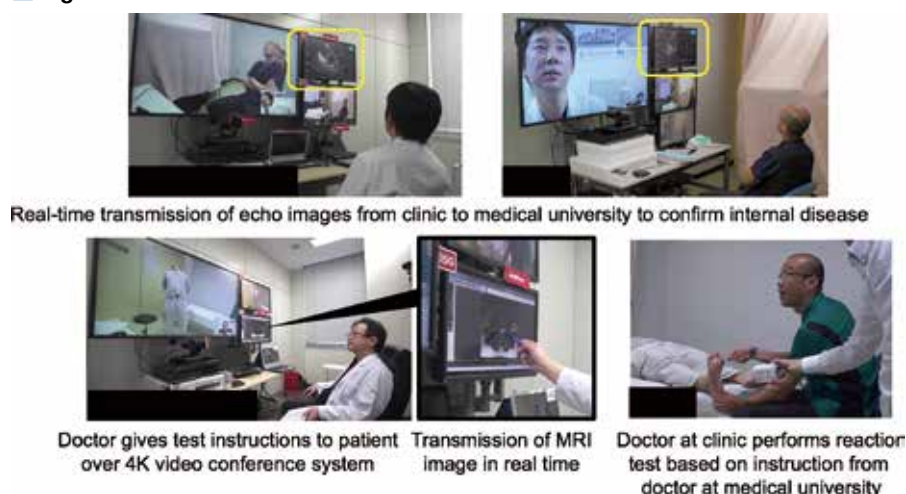 Real-time transmission of echo images from clinic to medical university to confirm internal disease
Doctor gives test instructions to patient
over 4K video conference system
Transmission of MRI
image in real time
Doctor at clinic performs reaction
test based on instruction from
doctor at medical university
5G